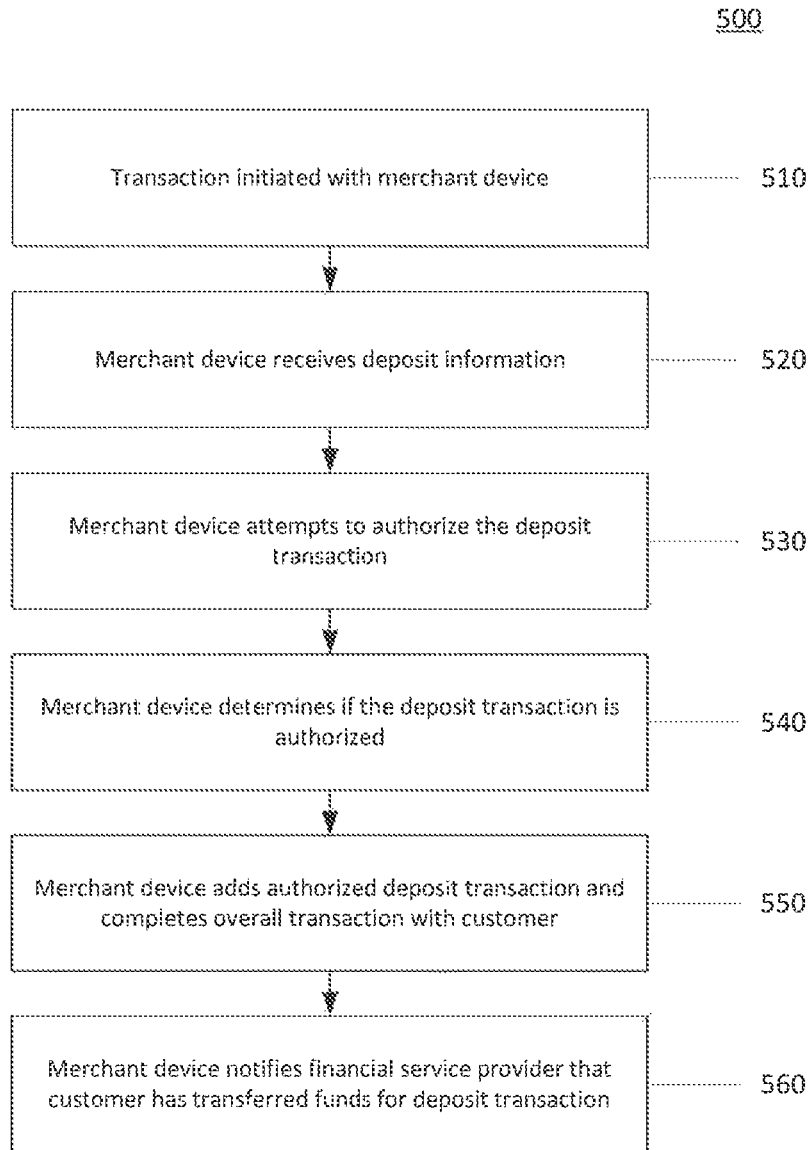 500
Transaction initiated with merchant device
510
Merchant device receives deposit information
520
Merchant device attempts to authorize the deposit
transaction
530
Merchant device determines if the deposit transaction is
authorized
540
Merchant device adds authorized deposit transaction and
completes overall transaction with customer
550
Merchant device notifies financial service provider that
customer has transferred funds for deposit transaction
560